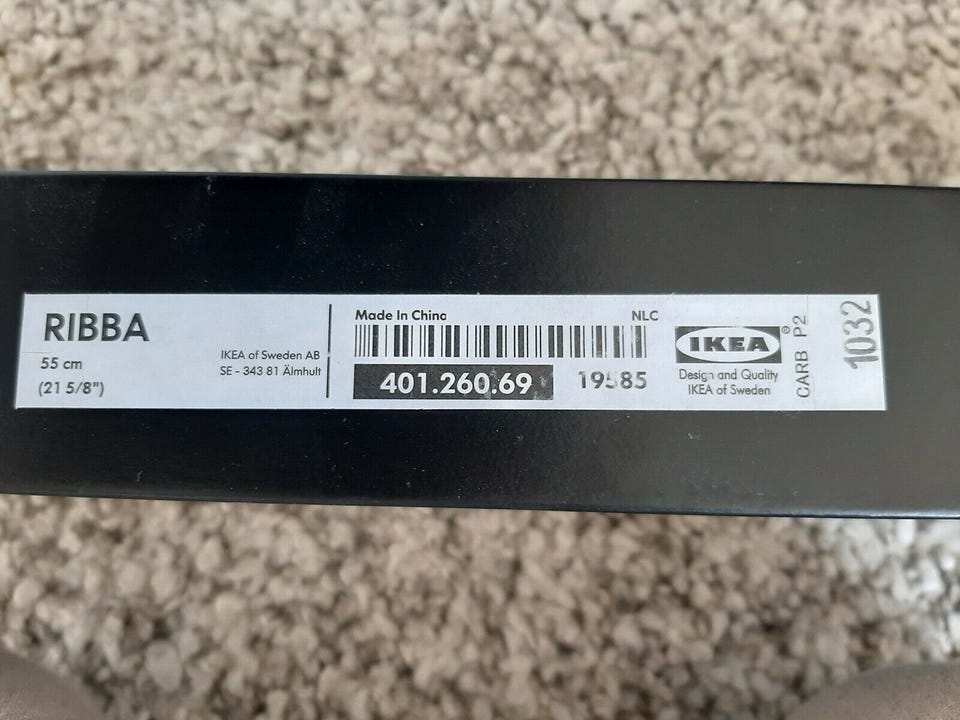 RIBBA
55 cm
(21 5/8")
IKEA of Sweden AB
SE - 343 81 Älmhult
Made In China
NLC
401.260.69
19585
IKEA®
Design and Quality
IKEA of Sweden
CARB P2
1032